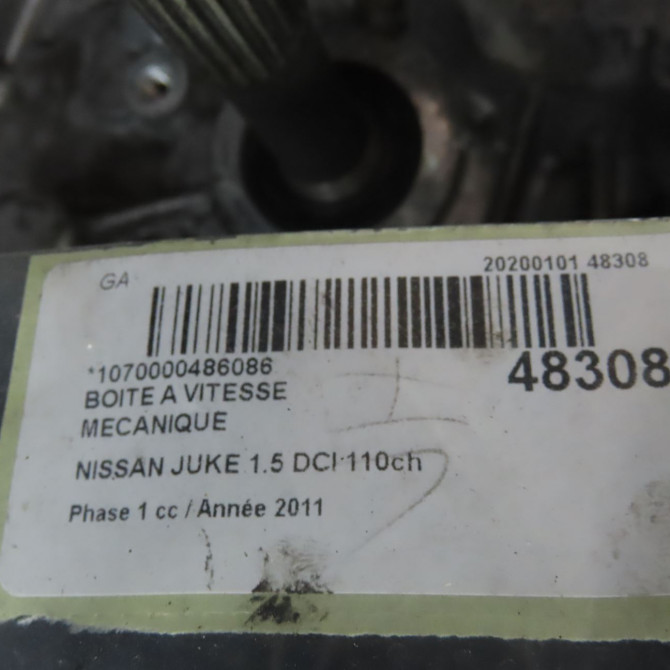 GA
20200101 48308
*1070000486086
48308
BOITE A VITESSE
MECANIQUE
NISSAN JUKE 1.5 DCI 110ch
Phase 1 cc / Année 2011